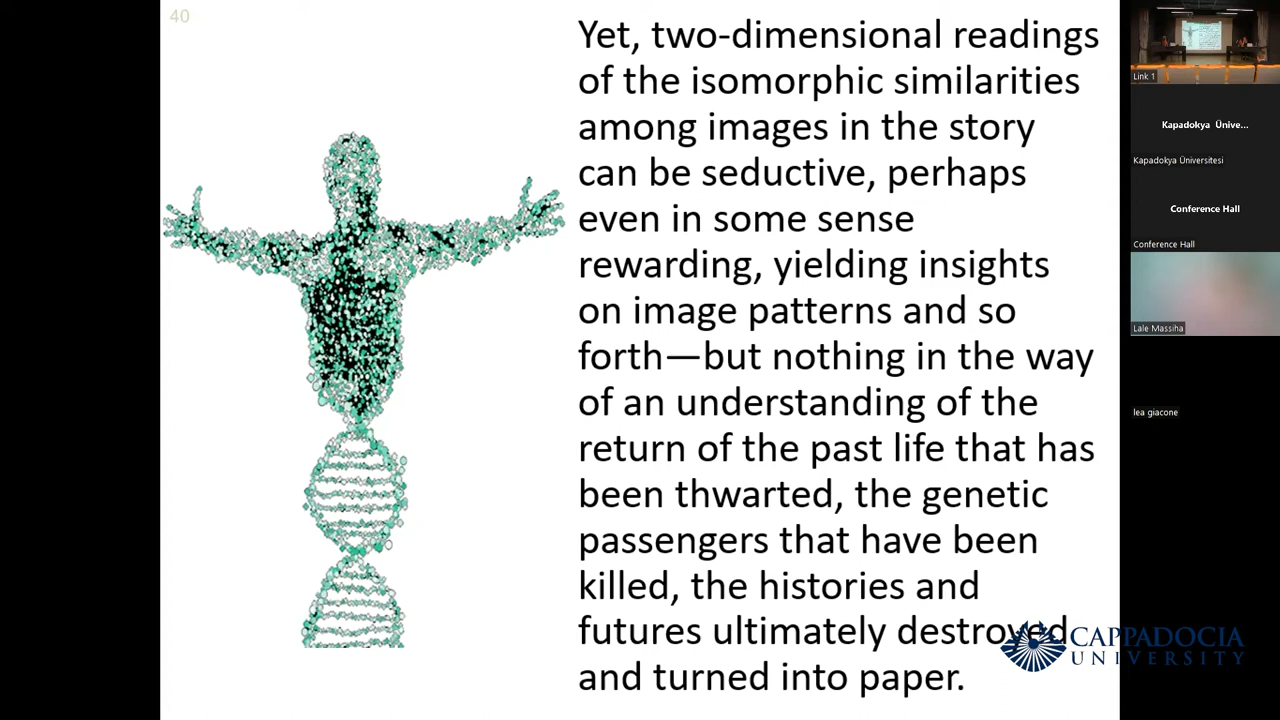 40
Yet, two-dimensional readings
of the isomorphic similarities
among images in the story
can be seductive, perhaps
even in some sense
rewarding, yielding insights
on image patterns and so
forth—but nothing in the way
of an understanding of the
return of the past life that has
been thwarted, the genetic
passengers that have been
killed, the histories and
futures ultimately destroyed
and turned into paper.
CAPPADOCIA
UNIVERSITY
Link 1
Kapadokya Ünive...
Kapadokya Üniversitesi
Conference Hall
Conference Hall
Lale Massiha
lea giacone